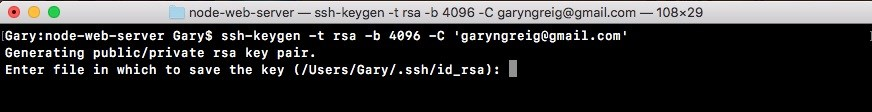 node-web-server — ssh-keygen -t rsa -b 4096 -C garyngreig@gmail.com — 108×29
[Gary:node-web-server Gary$ ssh-keygen -t rsa -b 4096 -C 'garyngreig@gmail.com' ]
Generating public/private rsa key pair.
Enter file in which to save the key (/Users/Gary/.ssh/id_rsa):